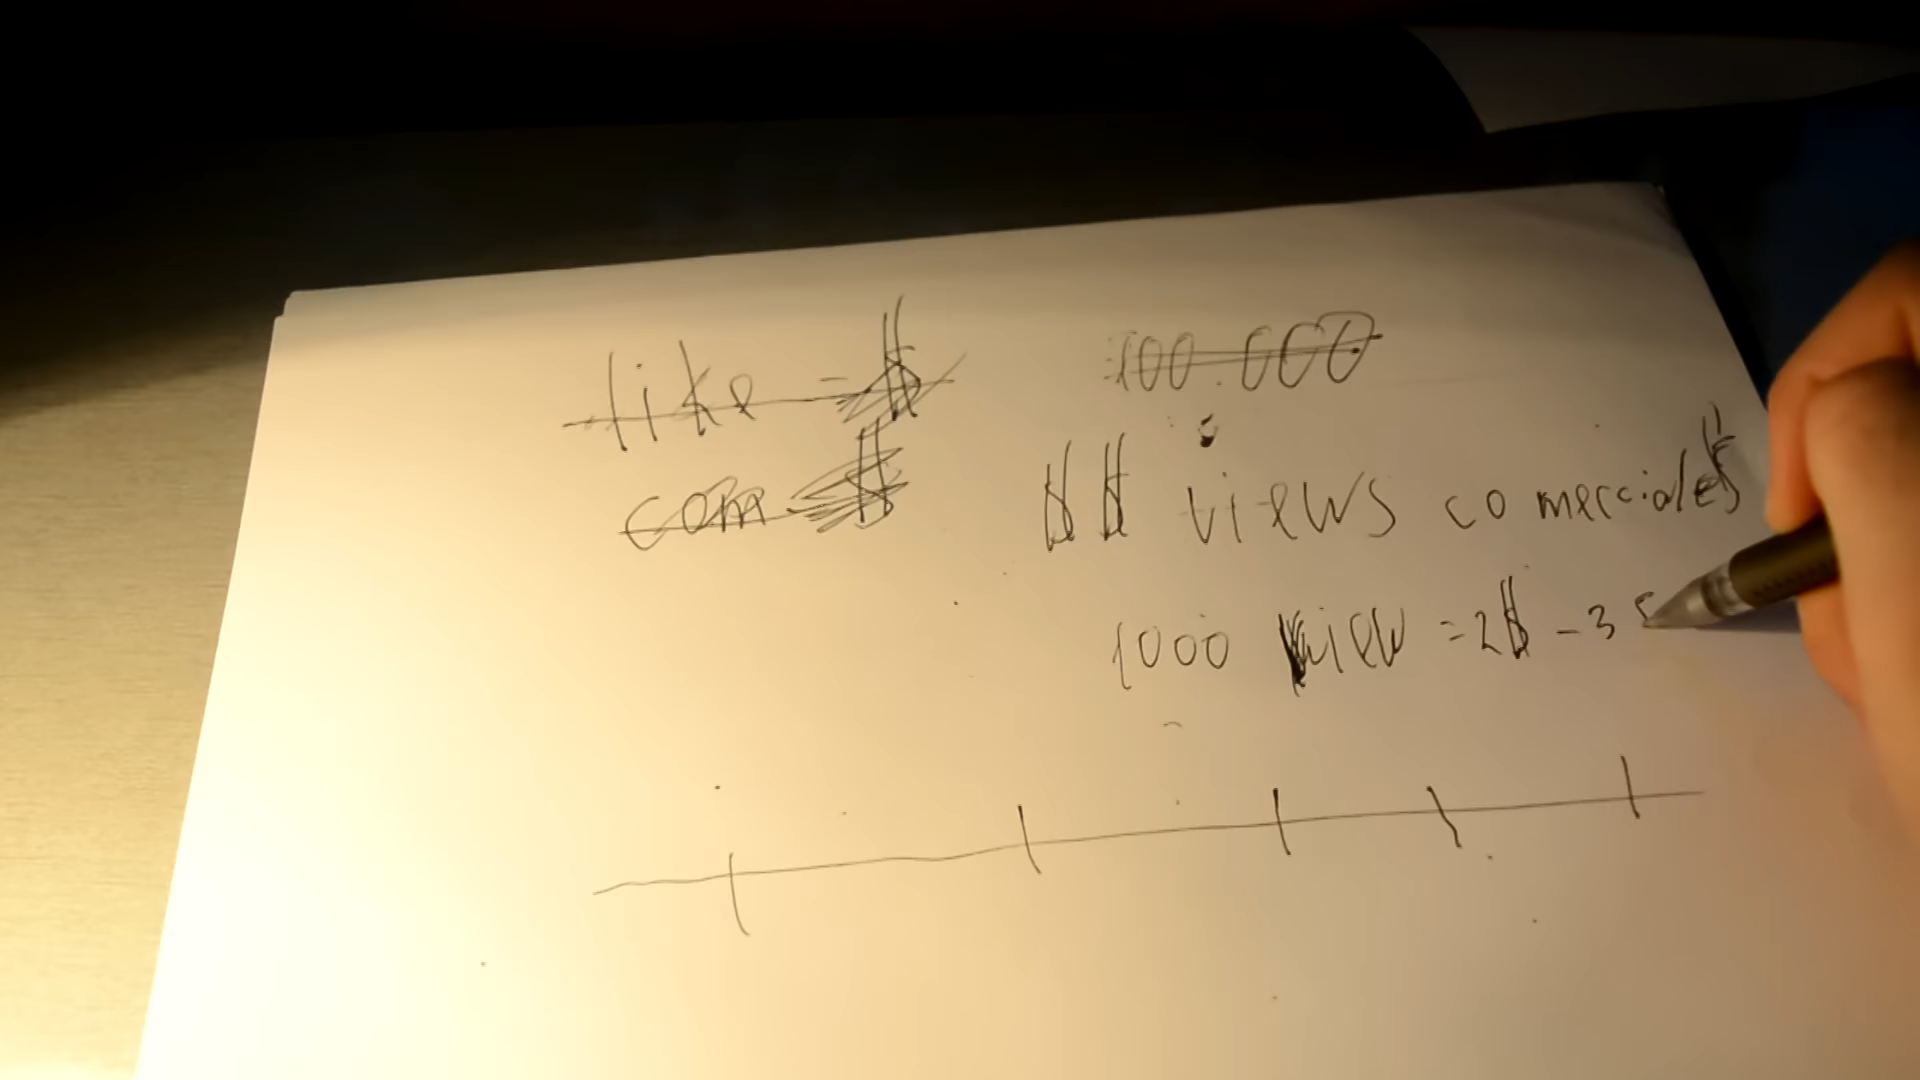 like = $
100.000
com = $
$$ views comerciales
1000 view = 2$ - 3